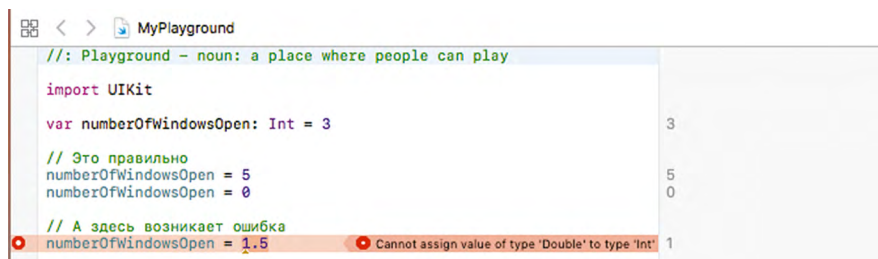 MyPlayground
//: Playground – noun: a place where people can play
import UIKit
var numberOfWindowsOpen: Int = 3 3
// Это правильно
numberOfWindowsOpen = 5 5
numberOfWindowsOpen = 0 0
// А здесь возникает ошибка
numberOfWindowsOpen = 1.5 Cannot assign value of type 'Double' to type 'Int' 1